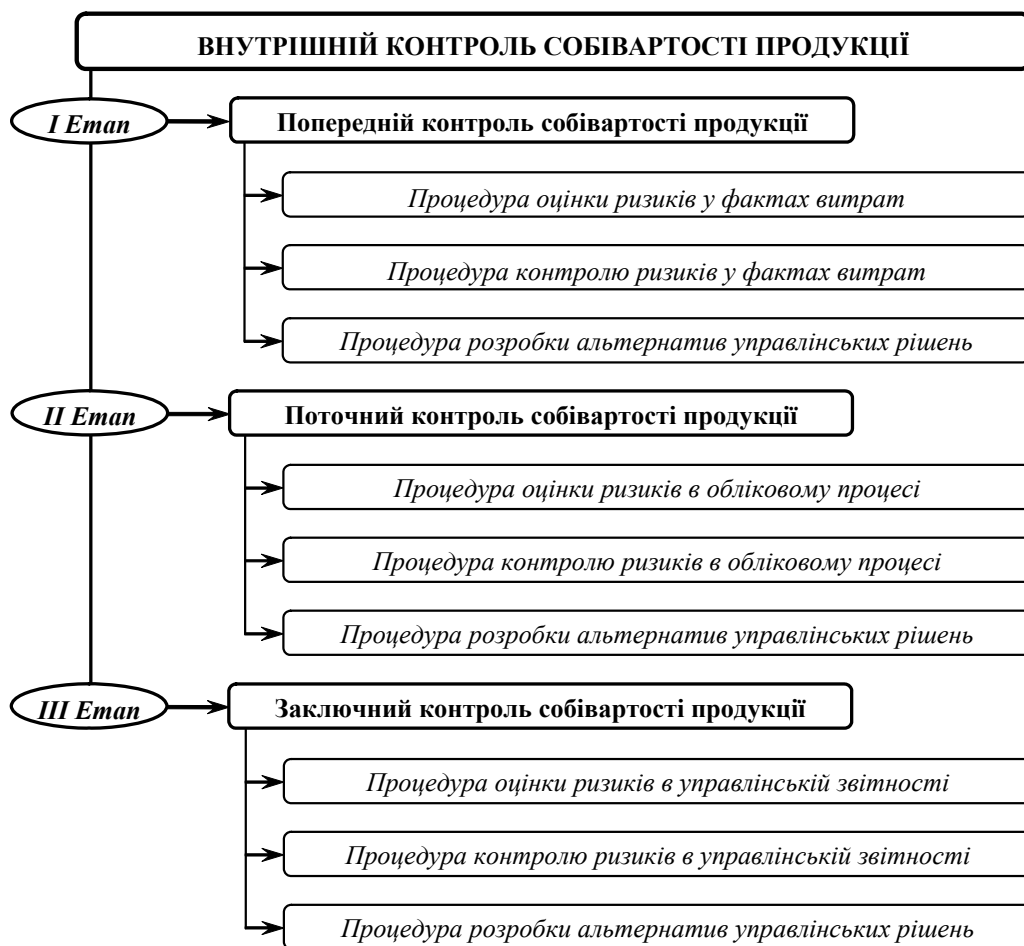 ВНУТРІШНІЙ КОНТРОЛЬ СОБІВАРТОСТІ ПРОДУКЦІЇ
І Етап
Попередній контроль собівартості продукції
Процедура оцінки ризиків у фактах витрат
Процедура контролю ризиків у фактах витрат
Процедура розробки альтернатив управлінських рішень
ІІ Етап
Поточний контроль собівартості продукції
Процедура оцінки ризиків в обліковому процесі
Процедура контролю ризиків в обліковому процесі
Процедура розробки альтернатив управлінських рішень
ІІІ Етап
Заключний контроль собівартості продукції
Процедура оцінки ризиків в управлінській звітності
Процедура контролю ризиків в управлінській звітності
Процедура розробки альтернатив управлінських рішень